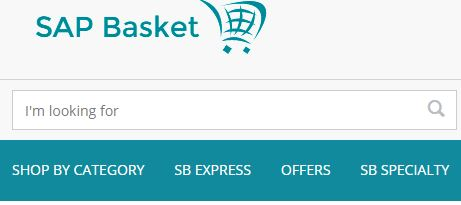 SAP Basket
I'm looking for
SHOP BY CATEGORY SB EXPRESS OFFERS SB SPECIALTY